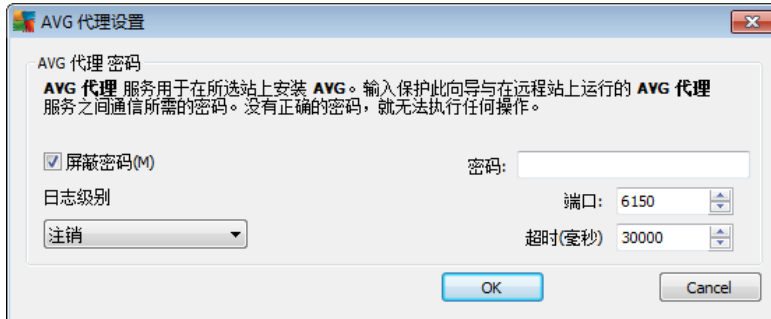 AVG 代理设置
AVG 代理 密码
AVG 代理 服务用于在所选站上安装 AVG。输入保护此向导与在远程站上运行的 AVG 代理
服务之间通信所需的密码。没有正确的密码，就无法执行任何操作。
屏蔽密码(M)
密码:
日志级别
端口: 6150
注销
超时(毫秒) 30000
OK
Cancel